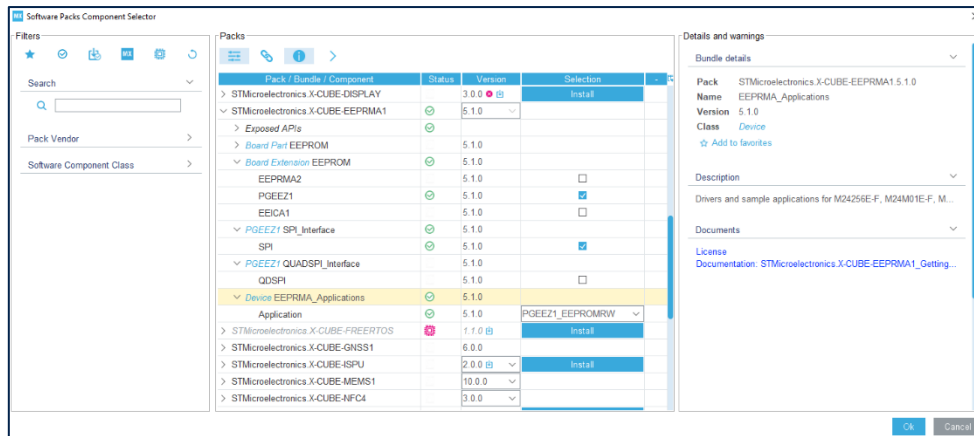 MX Software Packs Component Selector
Filters
MX
Search
Pack Vendor
Software Component Class
Packs
Pack / Bundle / Component Status Version Selection -
STMicroelectronics.X-CUBE-DISPLAY 3.0.0 Install
STMicroelectronics.X-CUBE-EEPRMA1 5.1.0
Exposed APIs
Board Part EEPROM 5.1.0
Board Extension EEPROM 5.1.0
EEPRMA2 5.1.0
PGEEZ1 5.1.0
EEICA1 5.1.0
PGEEZ1 SPI_Interface 5.1.0
SPI 5.1.0
PGEEZ1 QUADSPI_Interface 5.1.0
QDSPI 5.1.0
Device EEPRMA_Applications 5.1.0
Application 5.1.0 PGEEZ1_EEPROMRW
STMicroelectronics.X-CUBE-FREERTOS 1.1.0 Install
STMicroelectronics.X-CUBE-GNSS1 6.0.0
STMicroelectronics.X-CUBE-ISPU 2.0.0 Install
STMicroelectronics.X-CUBE-MEMS1 10.0.0
STMicroelectronics.X-CUBE-NFC4 3.0.0
Details and warnings
Bundle details
Pack STMicroelectronics.X-CUBE-EEPRMA1.5.1.0
Name EEPRMA_Applications
Version 5.1.0
Class Device
Add to favorites
Description
Drivers and sample applications for M24256E-F, M24M01E-F, M...
Documents
License
Documentation: STMicroelectronics.X-CUBE-EEPRMA1_Getting...
Ok Cancel